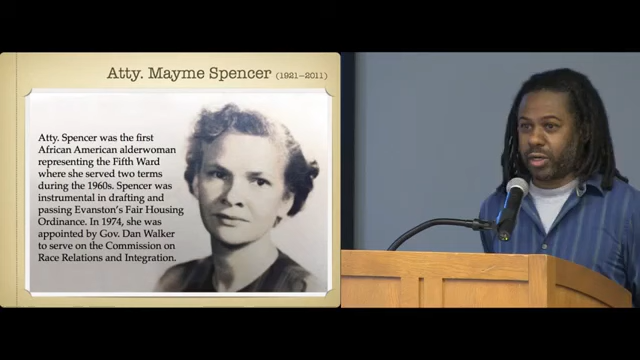 Atty. Mayme Spencer (1921–2011)
Atty. Spencer was the first
African American alderwoman
representing the Fifth Ward
where she served two terms
during the 1960s. Spencer was
instrumental in drafting and
passing Evanston's Fair Housing
Ordinance. In 1974, she was
appointed by Gov. Dan Walker
to serve on the Commission on
Race Relations and Integration.